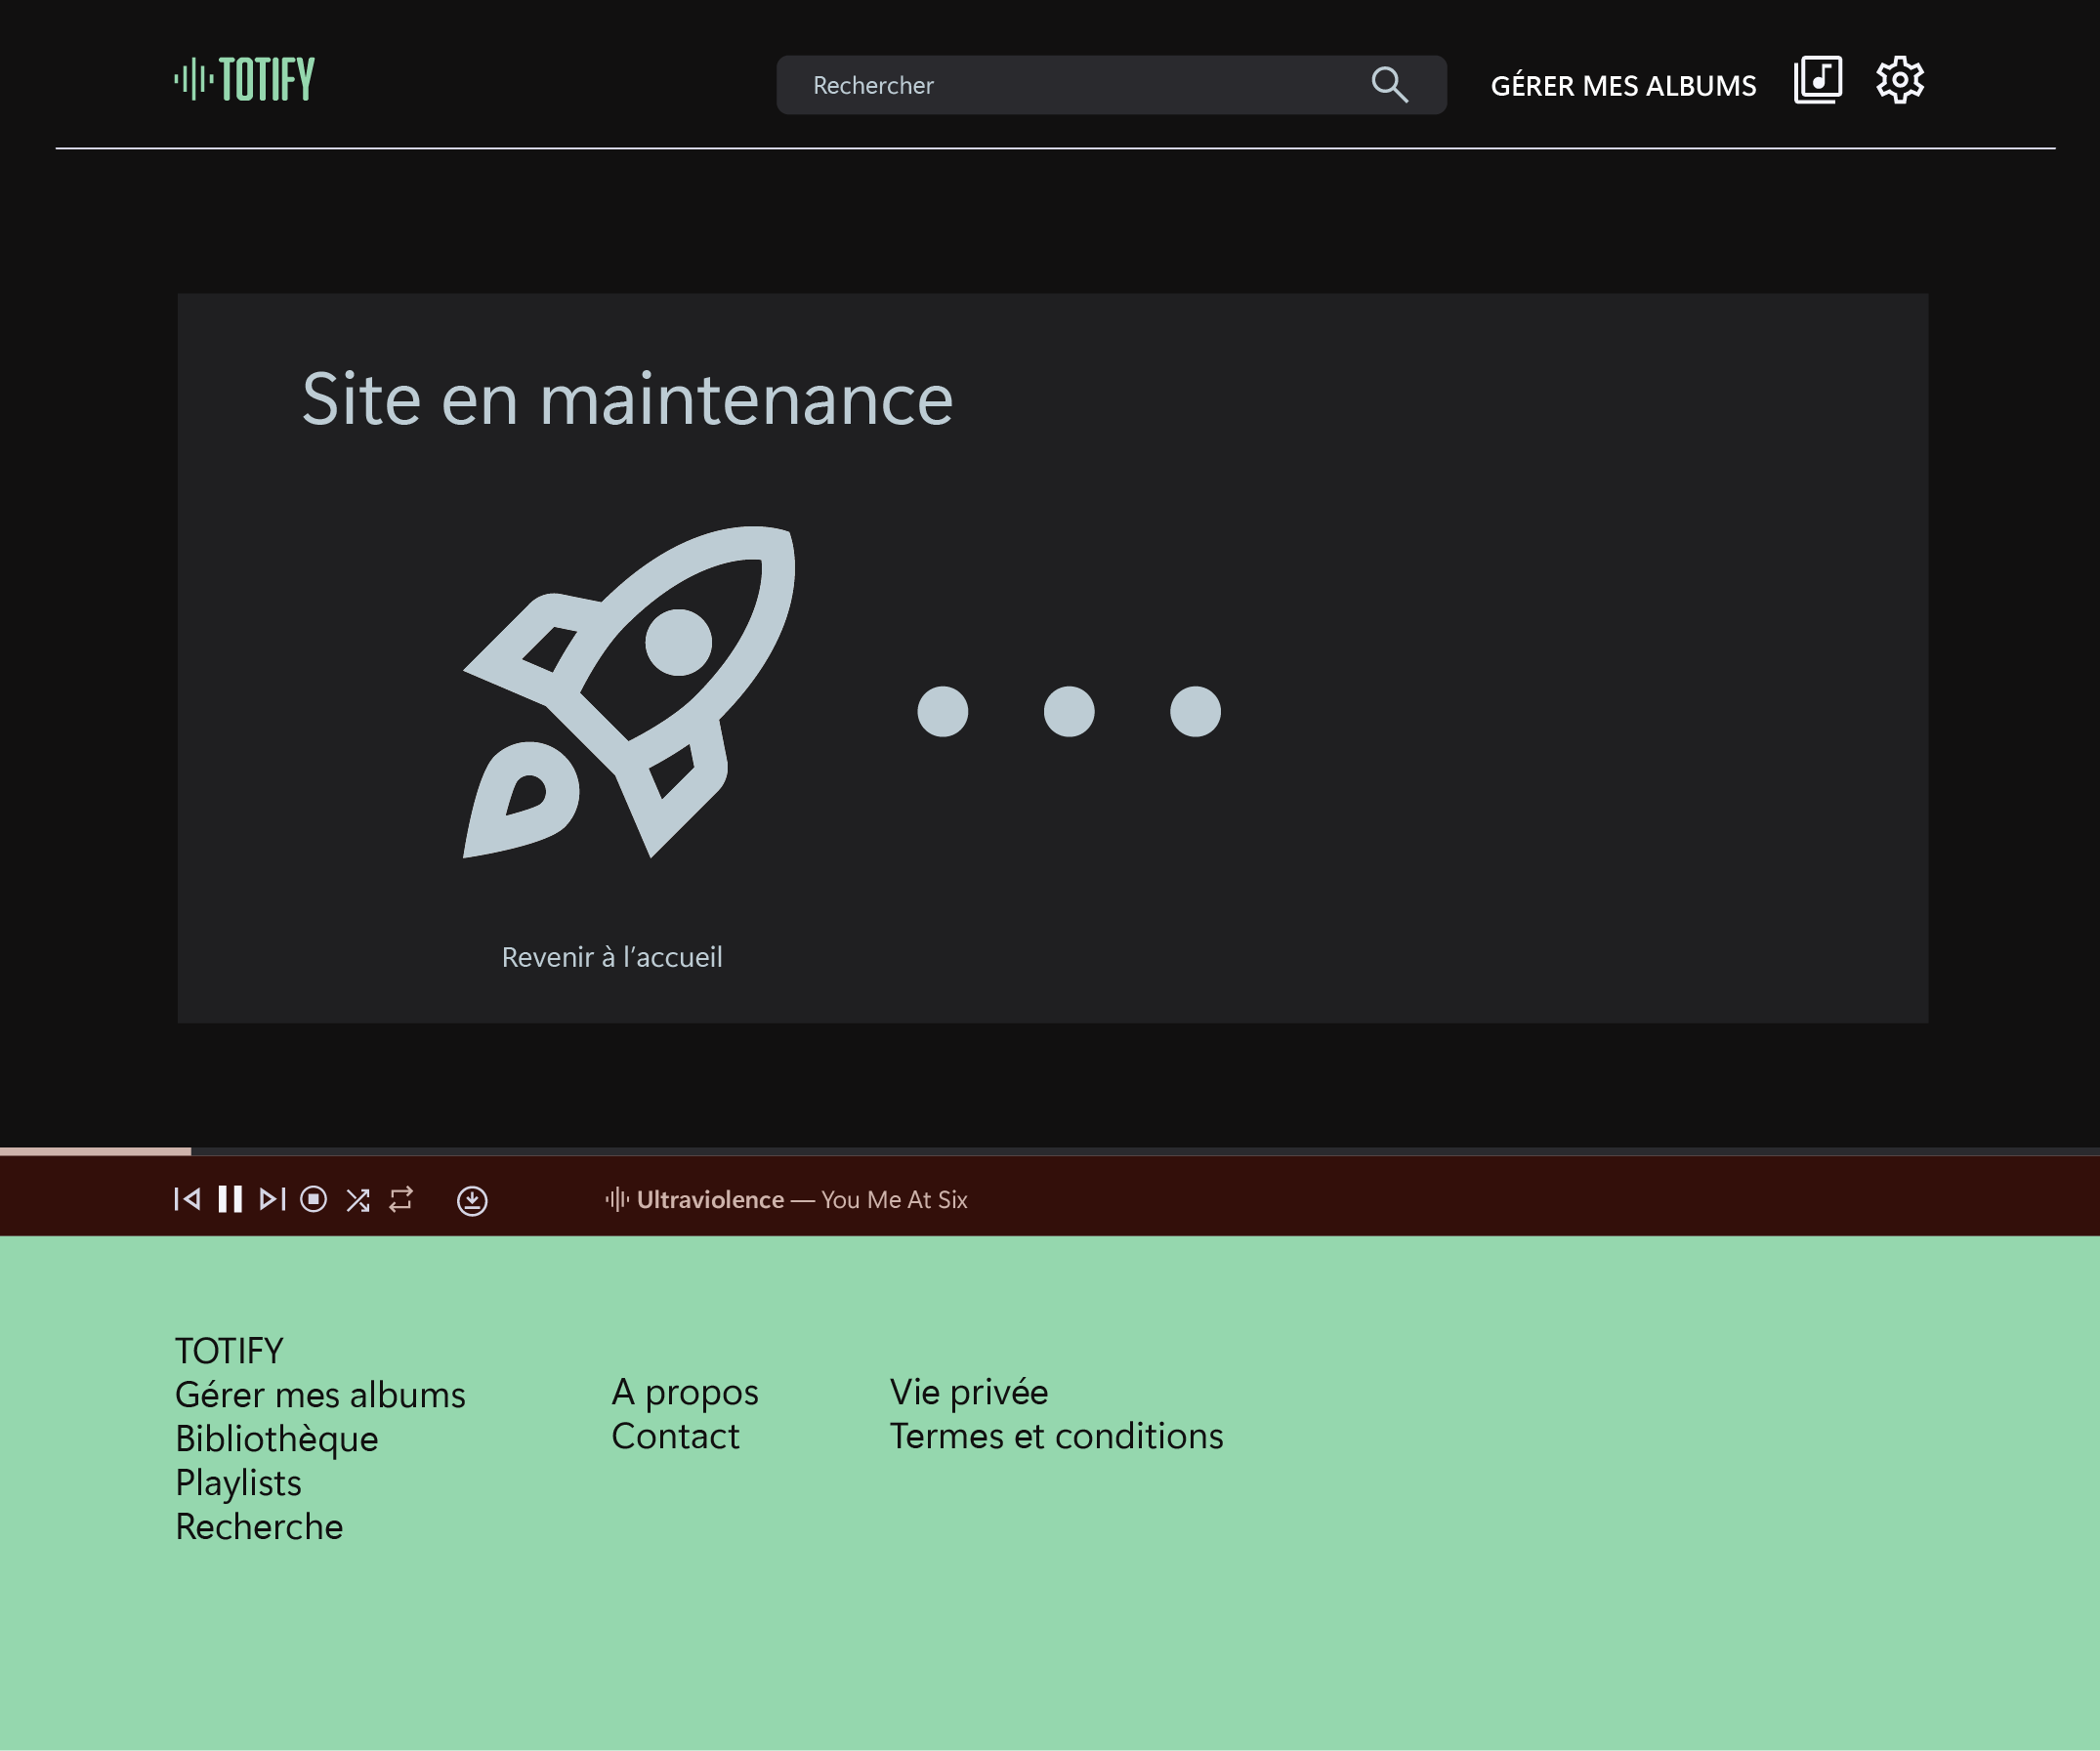 TOTIFY
Rechercher
GÉRER MES ALBUMS
Site en maintenance
Revenir à l'accueil
Ultraviolence — You Me At Six
TOTIFY
Gérer mes albums
Bibliothèque
Playlists
Recherche
A propos
Contact
Vie privée
Termes et conditions